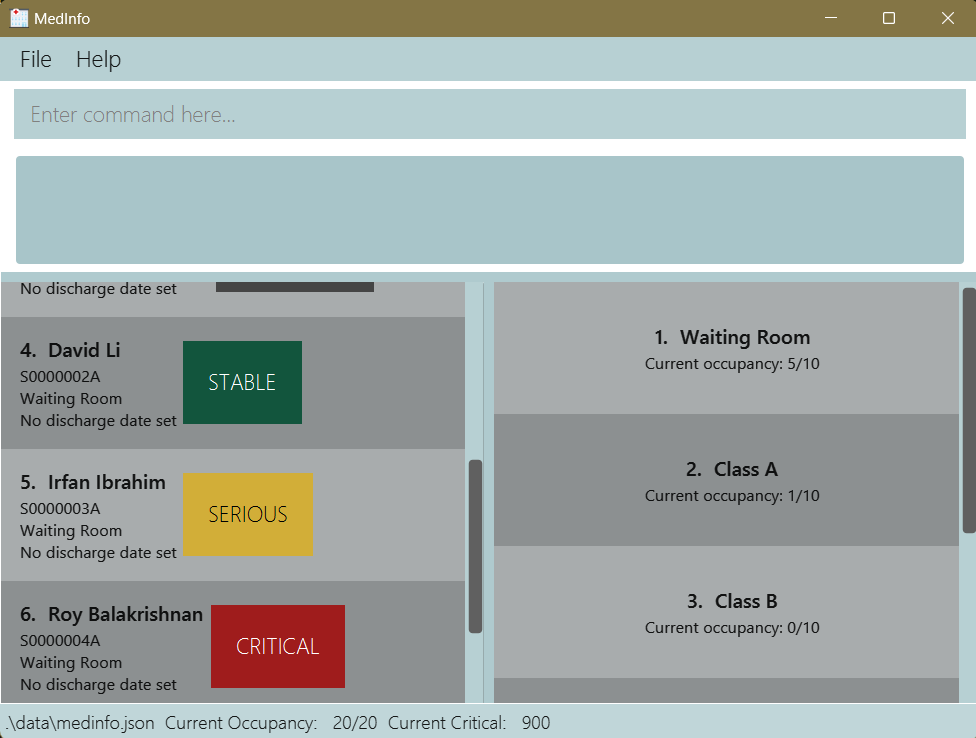 MedInfo
File Help
Enter command here...
No discharge date set
4. David Li
S0000002A
Waiting Room
No discharge date set
STABLE
5. Irfan Ibrahim
S0000003A
Waiting Room
No discharge date set
SERIOUS
6. Roy Balakrishnan
S0000004A
Waiting Room
No discharge date set
CRITICAL
1. Waiting Room
Current occupancy: 5/10
2. Class A
Current occupancy: 1/10
3. Class B
Current occupancy: 0/10
.\data\medinfo.json Current Occupancy: 20/20 Current Critical: 900